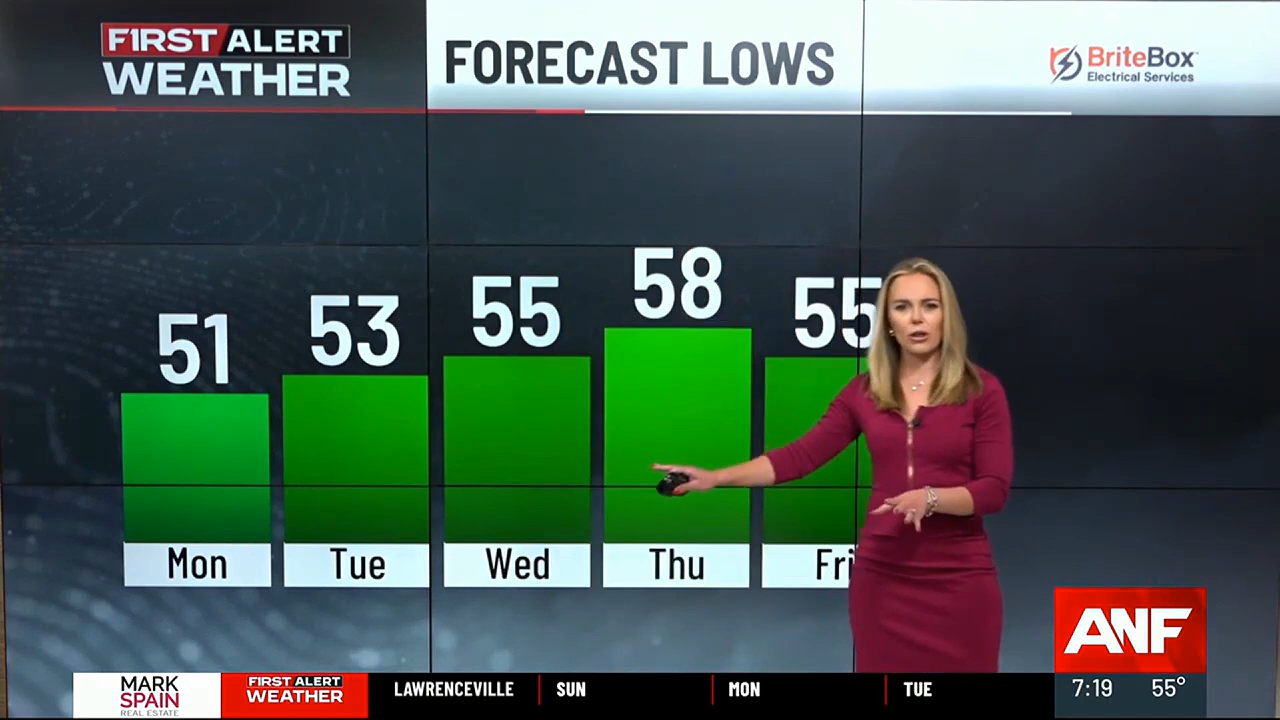 FIRST ALERT
WEATHER
FORECAST LOWS
BriteBox
Electrical Services
51
53
55
58
55
Mon
Tue
Wed
Thu
Fri
ANF
7:19 55°
MARK
SPAIN
REAL ESTATE
FIRST ALERT
WEATHER
LAWRENCEVILLE
SUN
MON
TUE